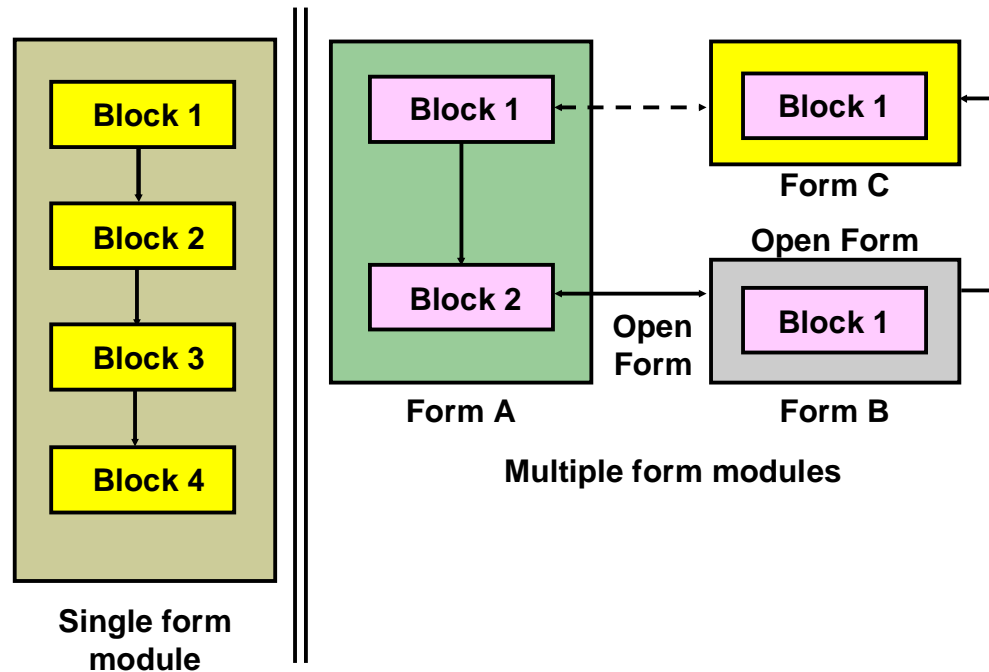 Block 1
Block 2
Block 3
Block 4
Single form
module
Block 1
Block 2
Form A
Open
Form
Block 1
Form C
Open Form
Block 1
Form B
Multiple form modules